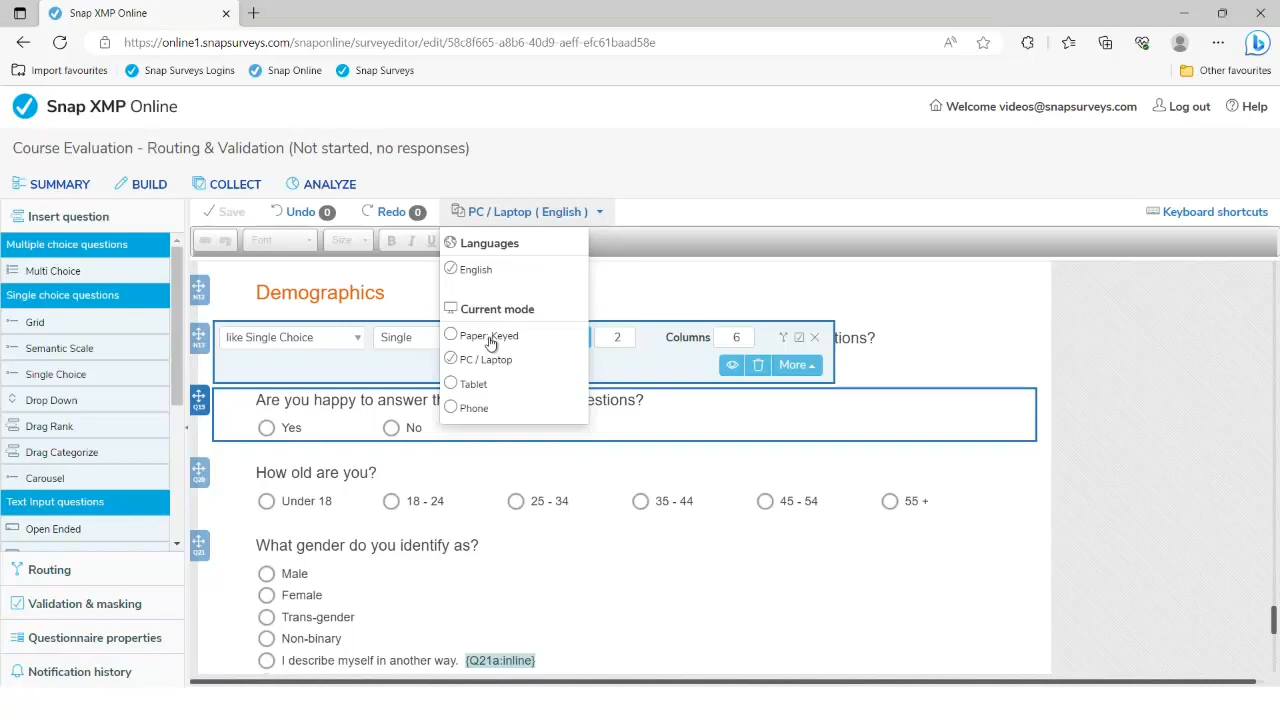 Snap XMP Online
https://online1.snapsurveys.com/snaponline/surveyeditor/edit/58c8f665-a8b6-40d9-aeff-efc61baad58e
Import favourites
Snap Surveys Logins
Snap Online
Snap Surveys
Other favourites
Snap XMP Online
Welcome videos@snapsurveys.com
Log out
Help
Course Evaluation - Routing & Validation (Not started, no responses)
SUMMARY
BUILD
COLLECT
ANALYZE
Insert question
Save
Undo 0
Redo 0
PC / Laptop ( English )
Keyboard shortcuts
Font
Size
B I U
Multiple choice questions
Multi Choice
Single choice questions
Grid
Semantic Scale
Single Choice
Drop Down
Drag Rank
Drag Categorize
Carousel
Text Input questions
Open Ended
Routing
Validation & masking
Questionnaire properties
Notification history
Languages
English
Current mode
Paper: Keyed
PC / Laptop
Tablet
Phone
N12
Demographics
N13
like Single Choice
Single
2
Columns
6
tions?
More
Q19
Are you happy to answer th
estions?
Yes
No
Q20
How old are you?
Under 18
18 - 24
25 - 34
35 - 44
45 - 54
55 +
Q21
What gender do you identify as?
Male
Female
Trans-gender
Non-binary
I describe myself in another way. {Q21a:inline}